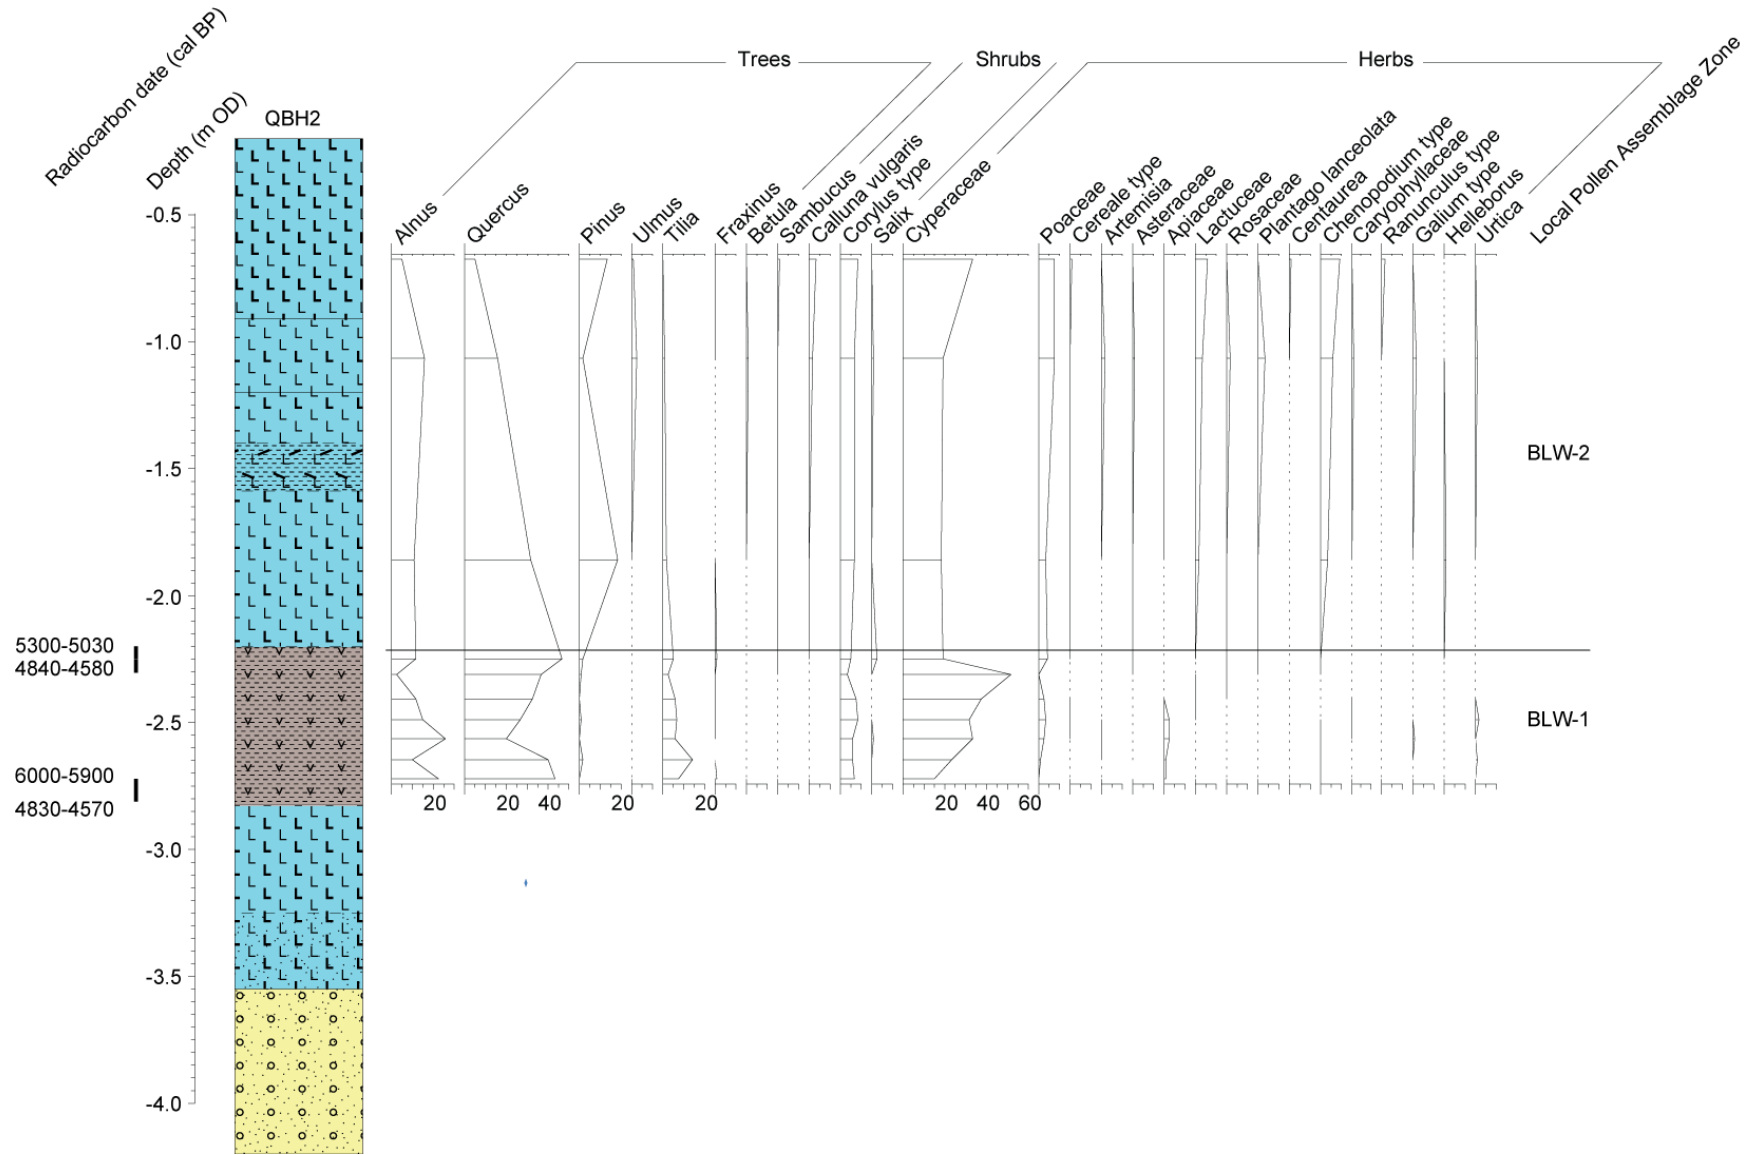 Radiocarbon date (cal BP)
Depth (m OD)
QBH2
Trees
Shrubs
Herbs
Alnus
Quercus
Pinus
Ulmus
Tilia
Fraxinus
Betula
Sambucus
Calluna vulgaris
Corylus type
Salix
Cyperaceae
Poaceae
Cereale type
Artemisia
Asteraceae
Apiaceae
Lactuceae
Rosaceae
Plantago lanceolata
Centaurea
Chenopodium type
Caryophyllaceae
Ranunculus type
Galium type
Helleborus
Urtica
Local Pollen Assemblage Zone
-0.5
-1.0
-1.5
-2.0
-2.5
-3.0
-3.5
-4.0
5300-5030
4840-4580
6000-5900
4830-4570
BLW-2
BLW-1
20 20 40 20 20 20 40 60